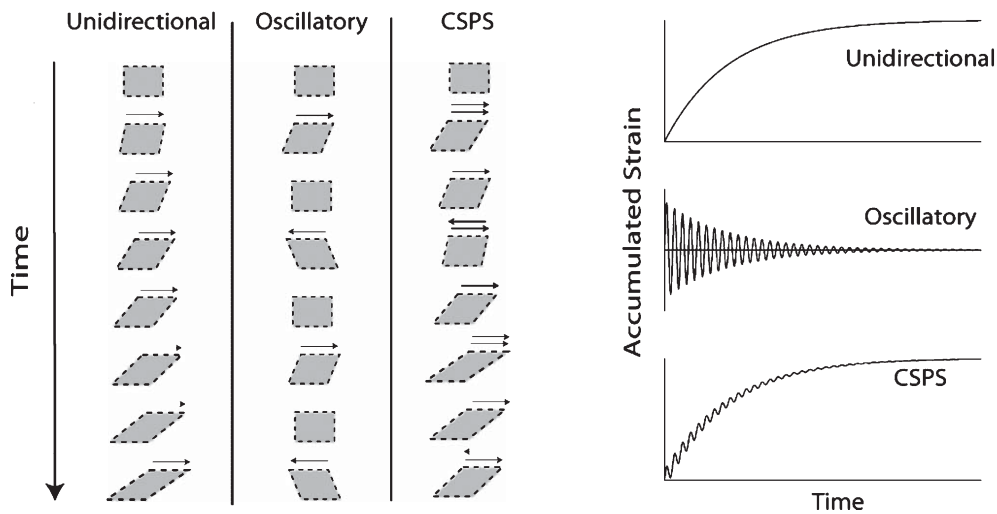 Unidirectional
Oscillatory
CSPS
Time
Accumulated Strain
Unidirectional
Oscillatory
CSPS
Time